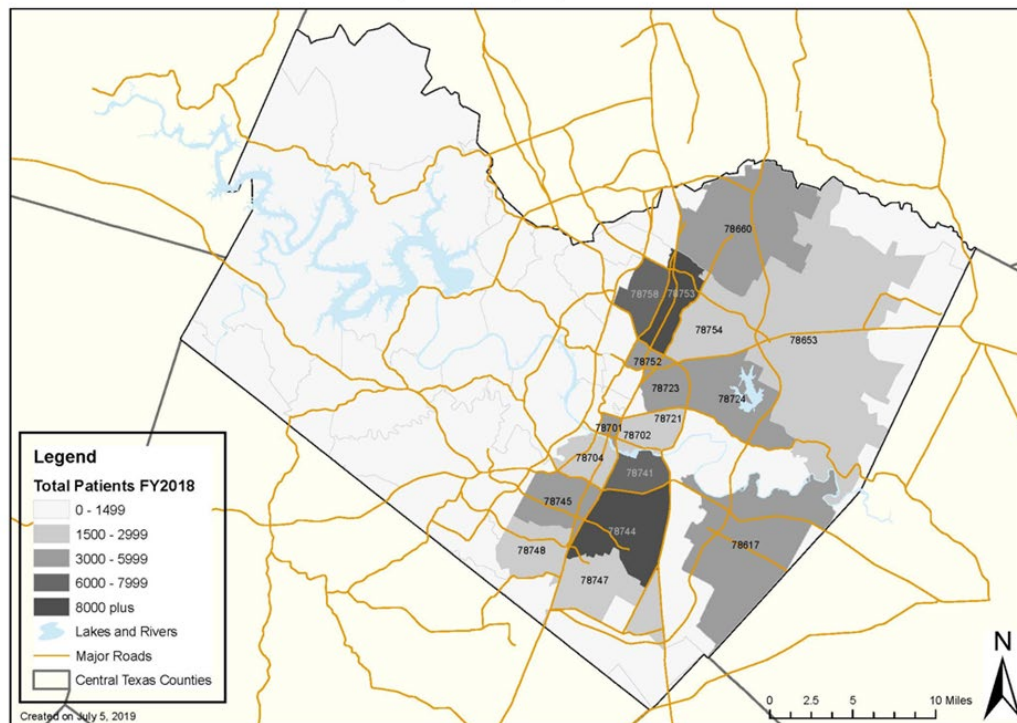 78660
78758 78753
78754
78653
78752
78723
78724
78721
78701
78702
78704
78741
78745
78744
78617
78748
78747
Legend
Total Patients FY2018
0 - 1499
1500 - 2999
3000 - 5999
6000 - 7999
8000 plus
Lakes and Rivers
Major Roads
Central Texas Counties
Created on July 5, 2019
N
0 2.5 5 10 Miles